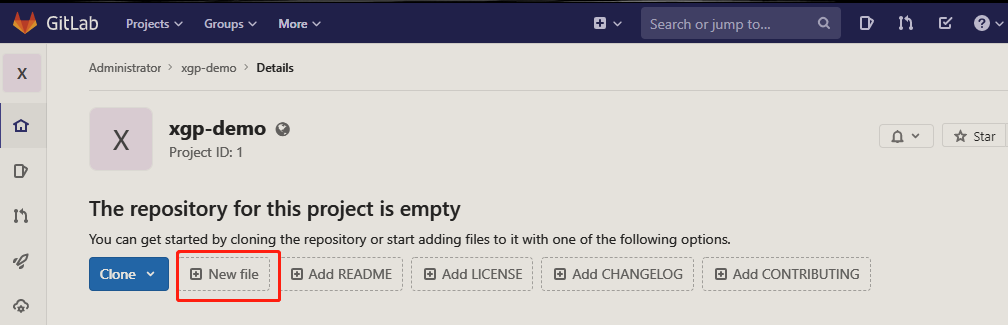 GitLab Projects Groups More Search or jump to...
X Administrator > xgp-demo > Details
X xgp-demo
Project ID: 1
Star
The repository for this project is empty
You can get started by cloning the repository or start adding files to it with one of the following options.
Clone New file Add README Add LICENSE Add CHANGELOG Add CONTRIBUTING